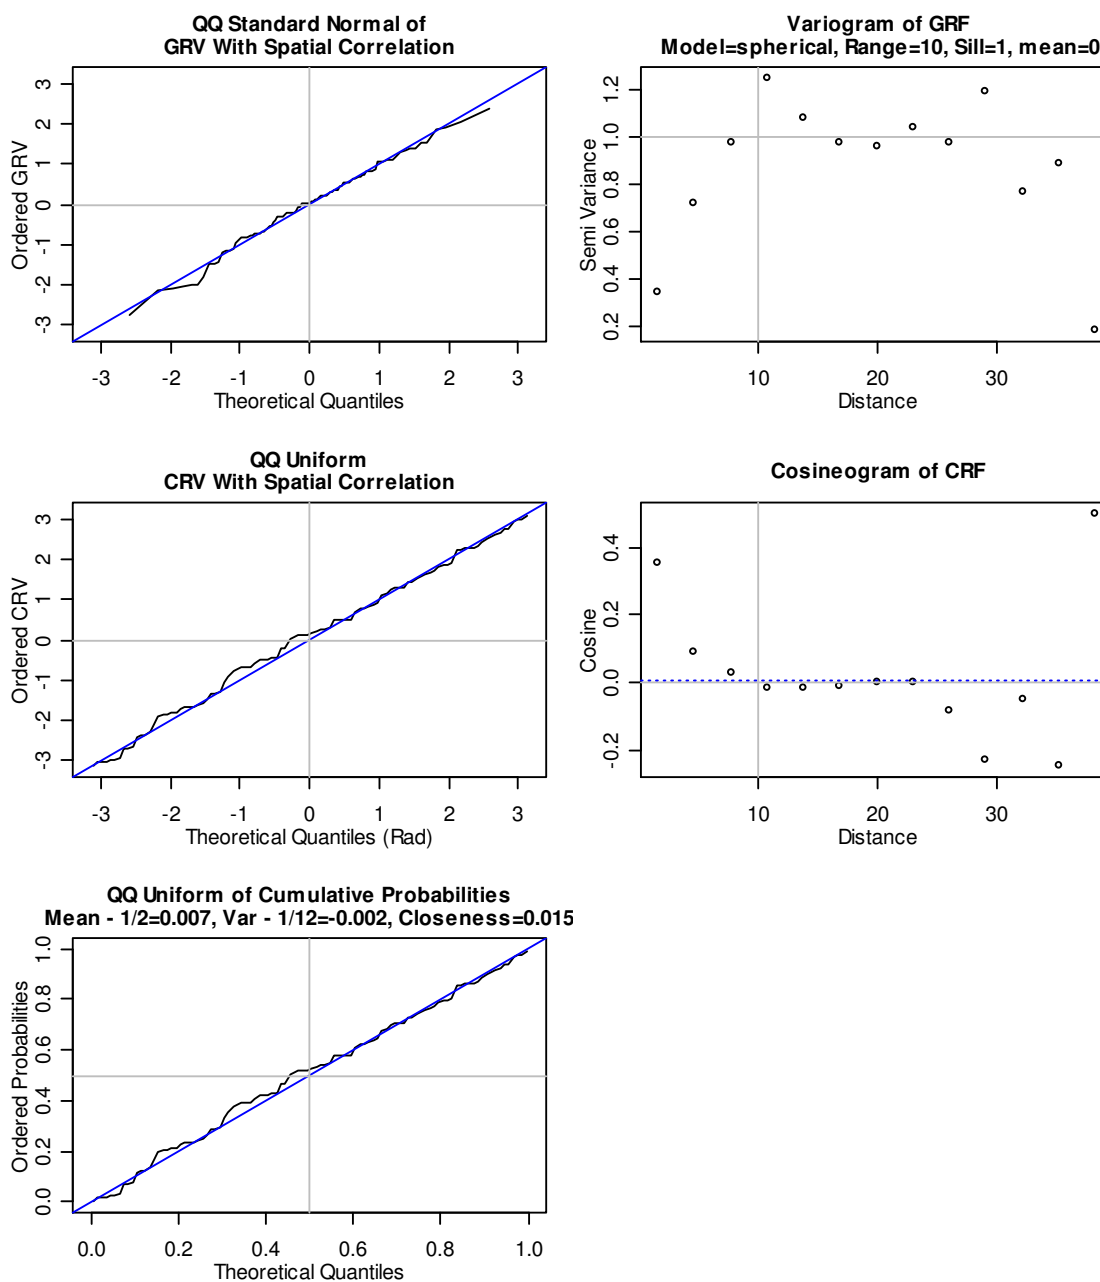 QQ Standard Normal of
GRV With Spatial Correlation
Ordered GRV
3
2
1
0
-1
-2
-3
-3 -2 -1 0 1 2 3
Theoretical Quantiles
Variogram of GRF
Model=spherical, Range=10, Sill=1, mean=0
Semi Variance
1.2
1.0
0.8
0.6
0.4
0.2
10 20 30
Distance
QQ Uniform
CRV With Spatial Correlation
Ordered CRV
3
2
1
0
-1
-2
-3
-3 -2 -1 0 1 2 3
Theoretical Quantiles (Rad)
Cosineogram of CRF
Cosine
0.4
0.2
0.0
-0.2
10 20 30
Distance
QQ Uniform of Cumulative Probabilities
Mean - 1/2=0.007, Var - 1/12=-0.002, Closeness=0.015
Ordered Probabilities
1.0
0.8
0.6
0.4
0.2
0.0
0.0 0.2 0.4 0.6 0.8 1.0
Theoretical Quantiles